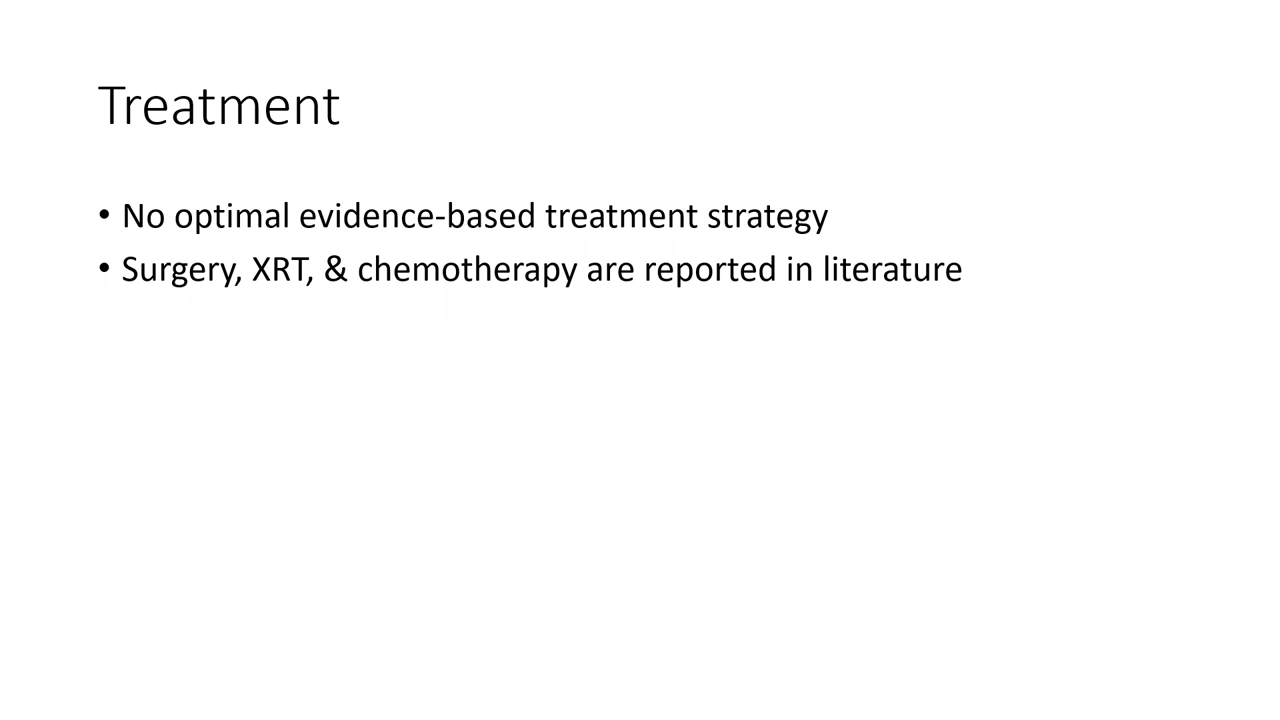 Treatment
• No optimal evidence-based treatment strategy
• Surgery, XRT, & chemotherapy are reported in literature